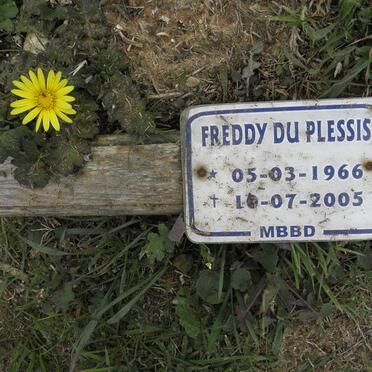 FREDDY DU PLESSIS
* 05-03-1966
† 16-07-2005
MBBD